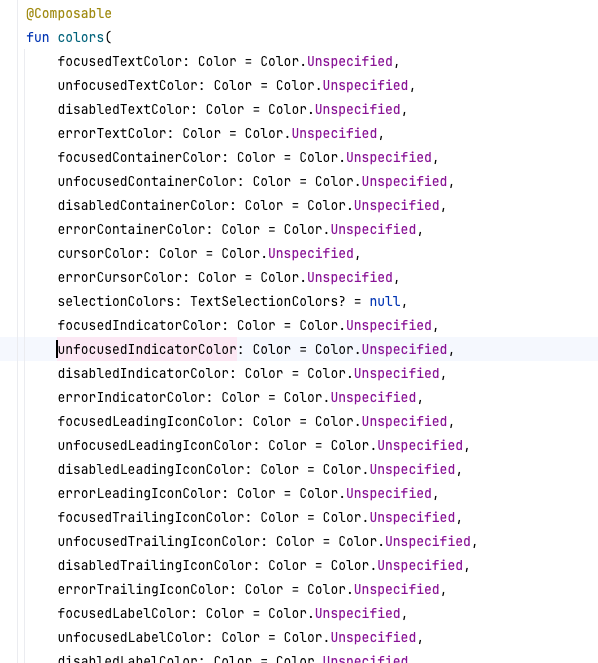 @Composable
fun colors(
focusedTextColor: Color = Color.Unspecified,
unfocusedTextColor: Color = Color.Unspecified,
disabledTextColor: Color = Color.Unspecified,
errorTextColor: Color = Color.Unspecified,
focusedContainerColor: Color = Color.Unspecified,
unfocusedContainerColor: Color = Color.Unspecified,
disabledContainerColor: Color = Color.Unspecified,
errorContainerColor: Color = Color.Unspecified,
cursorColor: Color = Color.Unspecified,
errorCursorColor: Color = Color.Unspecified,
selectionColors: TextSelectionColors? = null,
focusedIndicatorColor: Color = Color.Unspecified,
unfocusedIndicatorColor: Color = Color.Unspecified,
disabledIndicatorColor: Color = Color.Unspecified,
errorIndicatorColor: Color = Color.Unspecified,
focusedLeadingIconColor: Color = Color.Unspecified,
unfocusedLeadingIconColor: Color = Color.Unspecified,
disabledLeadingIconColor: Color = Color.Unspecified,
errorLeadingIconColor: Color = Color.Unspecified,
focusedTrailingIconColor: Color = Color.Unspecified,
unfocusedTrailingIconColor: Color = Color.Unspecified,
disabledTrailingIconColor: Color = Color.Unspecified,
errorTrailingIconColor: Color = Color.Unspecified,
focusedLabelColor: Color = Color.Unspecified,
unfocusedLabelColor: Color = Color.Unspecified,
disabledLabelColor: Color = Color.Unspecified